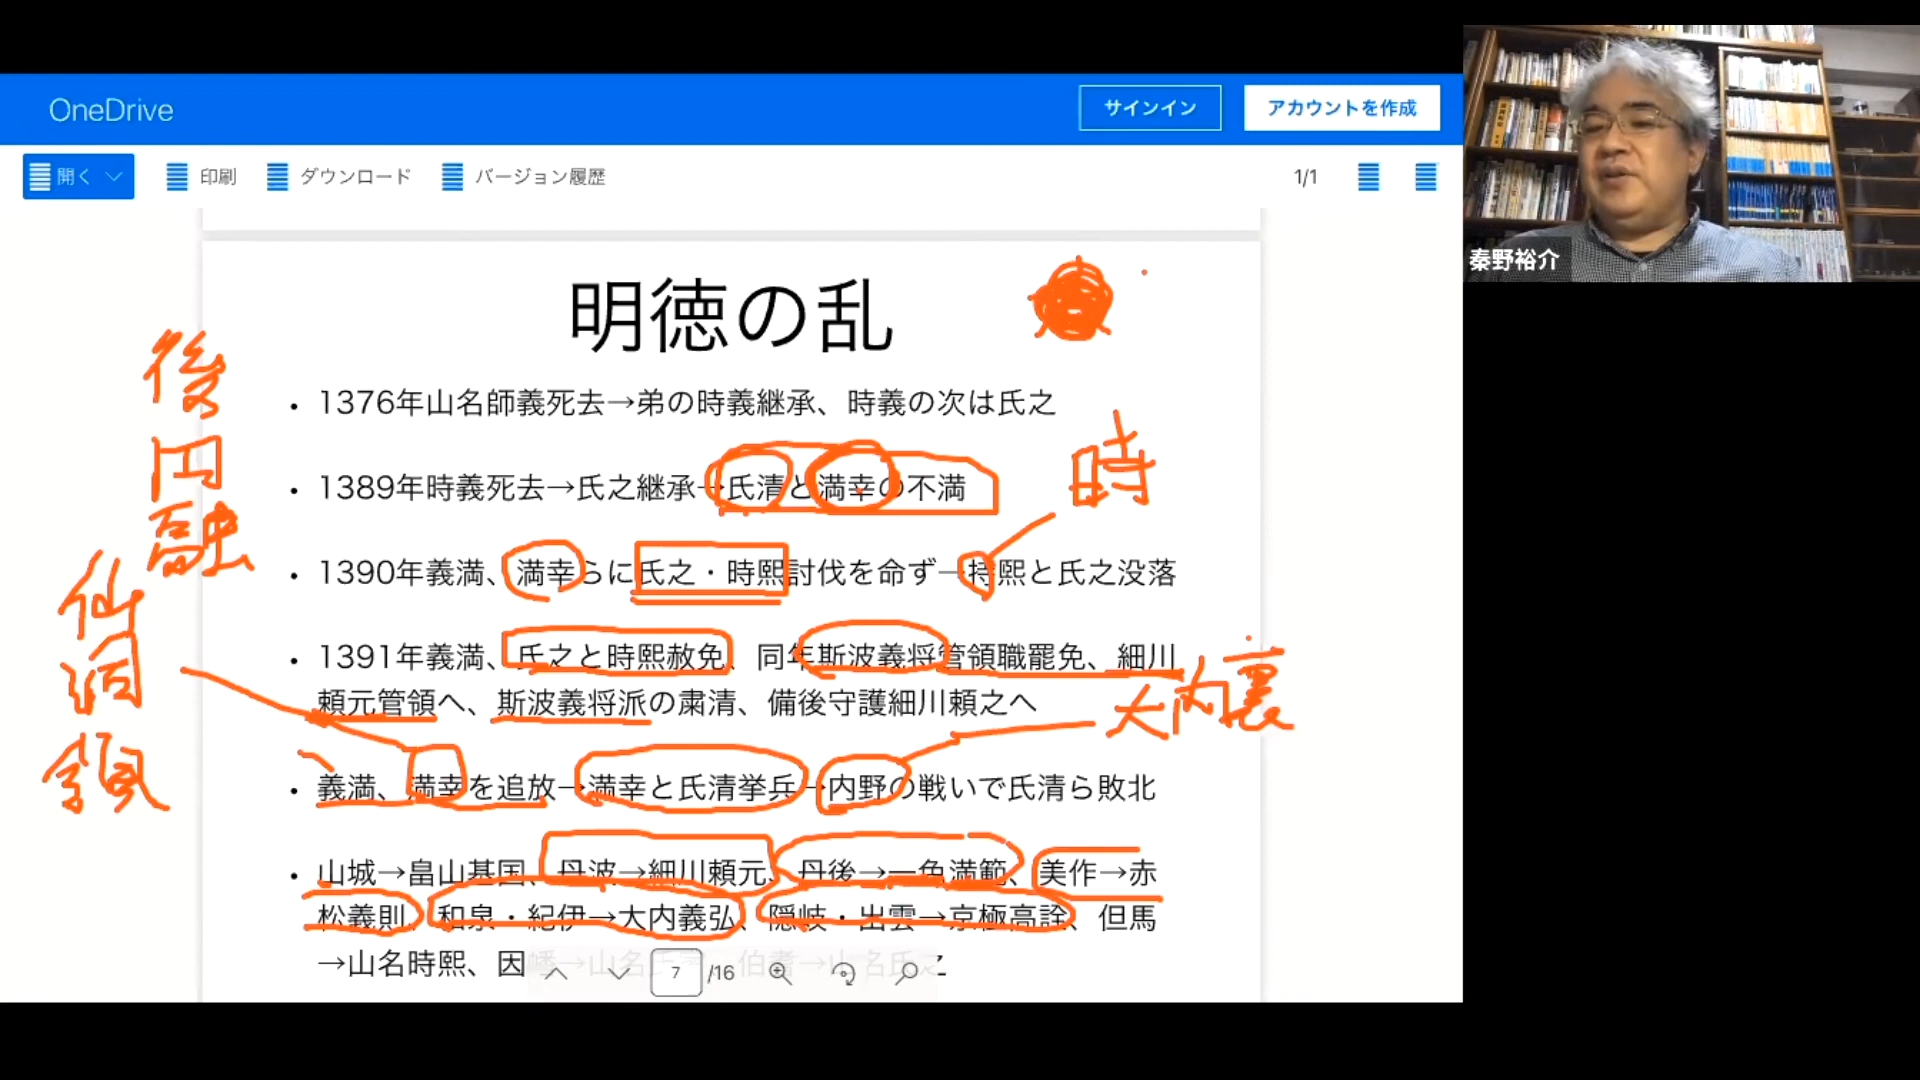 OneDrive
サインイン
アカウントを作成
開く
印刷
ダウンロード
バージョン履歴
1/1
秦野裕介
明徳の乱
• 1376年山名師義死去→弟の時義継承、時義の次は氏之
• 1389年時義死去→氏之継承→氏清と満幸の不満
時
• 1390年義満、満幸らに氏之・時熙討伐を命ず→持熙と氏之没落
• 1391年義満、氏之と時熙赦免、同年斯波義将管領職罷免、細川
頼元管領へ、斯波義将派の粛清、備後守護細川頼之へ
大内裏
• 義満、満幸を追放→満幸と氏清挙兵→内野の戦いで氏清ら敗北
• 山城→畠山基国、丹波→細川頼元、丹後→一色満範、美作→赤
松義則、和泉・紀伊→大内義弘、隠岐・出雲→京極高詮、但馬
→山名時熙、因幡→山名氏 伯耆→山名氏之
7 /16
後円融
仙洞領